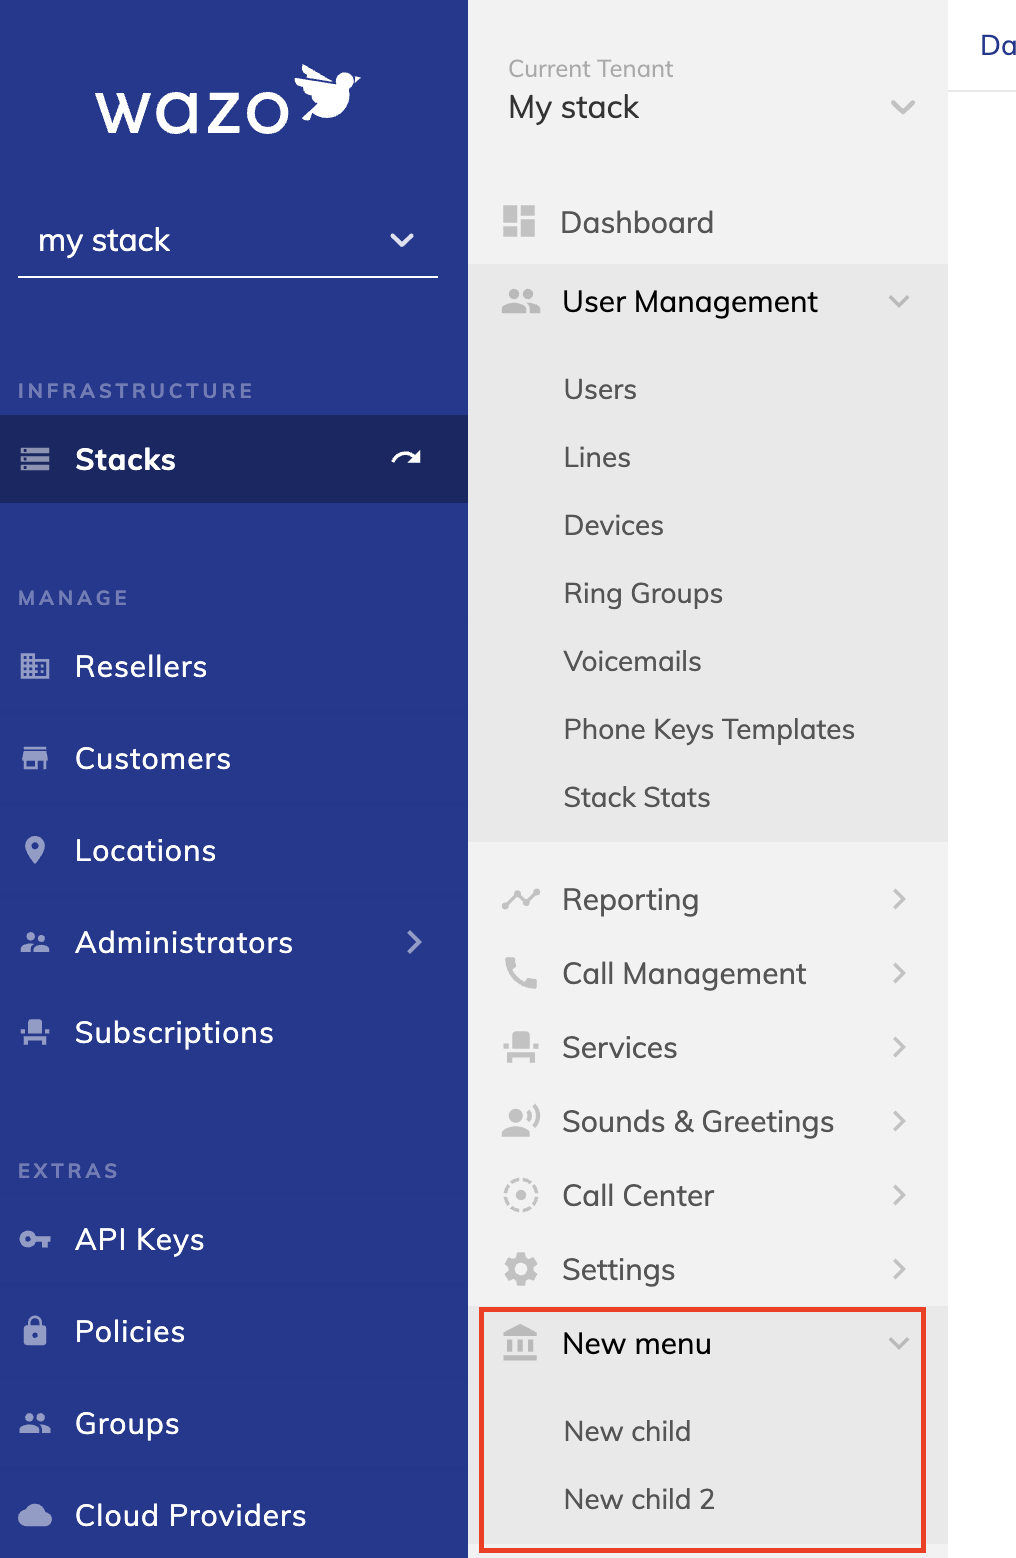 wazo
my stack
INFRASTRUCTURE
Stacks
MANAGE
Resellers
Customers
Locations
Administrators
Subscriptions
EXTRAS
API Keys
Policies
Groups
Cloud Providers
Current Tenant
My stack
Dashboard
User Management
Users
Lines
Devices
Ring Groups
Voicemails
Phone Keys Templates
Stack Stats
Reporting
Call Management
Services
Sounds & Greetings
Call Center
Settings
New menu
New child
New child 2
Da